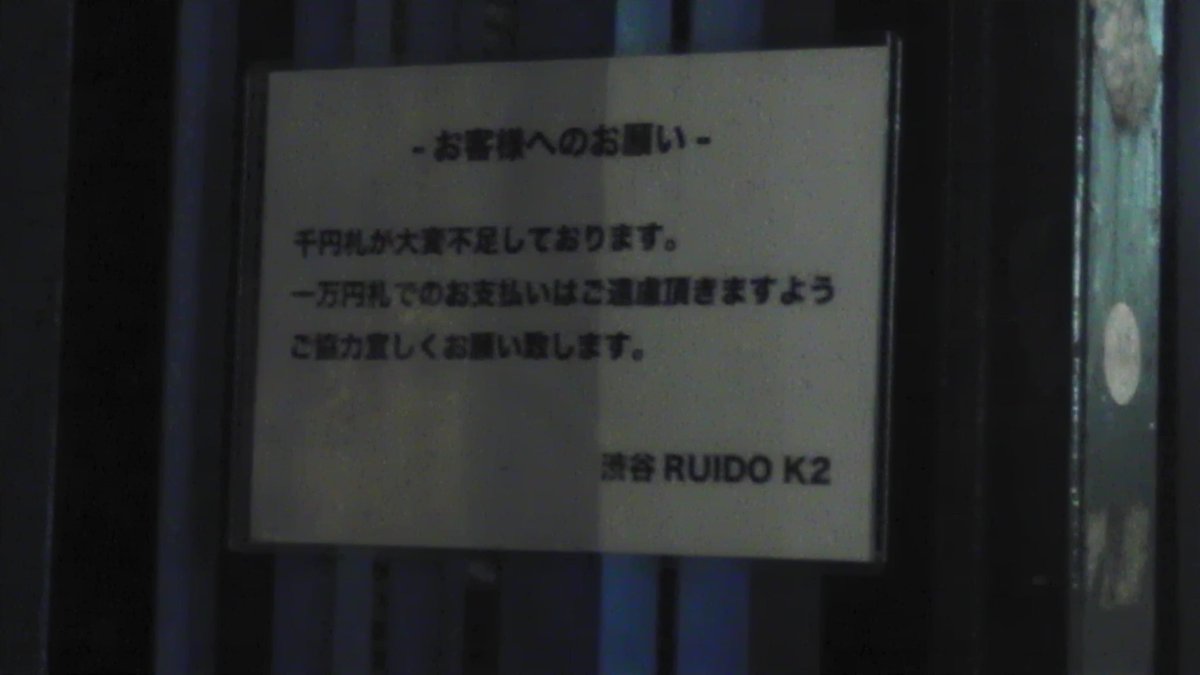 - お客様へのお願い -
千円札が大変不足しております。
一万円札でのお支払いはご遠慮頂きますよう
ご協力宜しくお願い致します。
渋谷 RUIDO K2